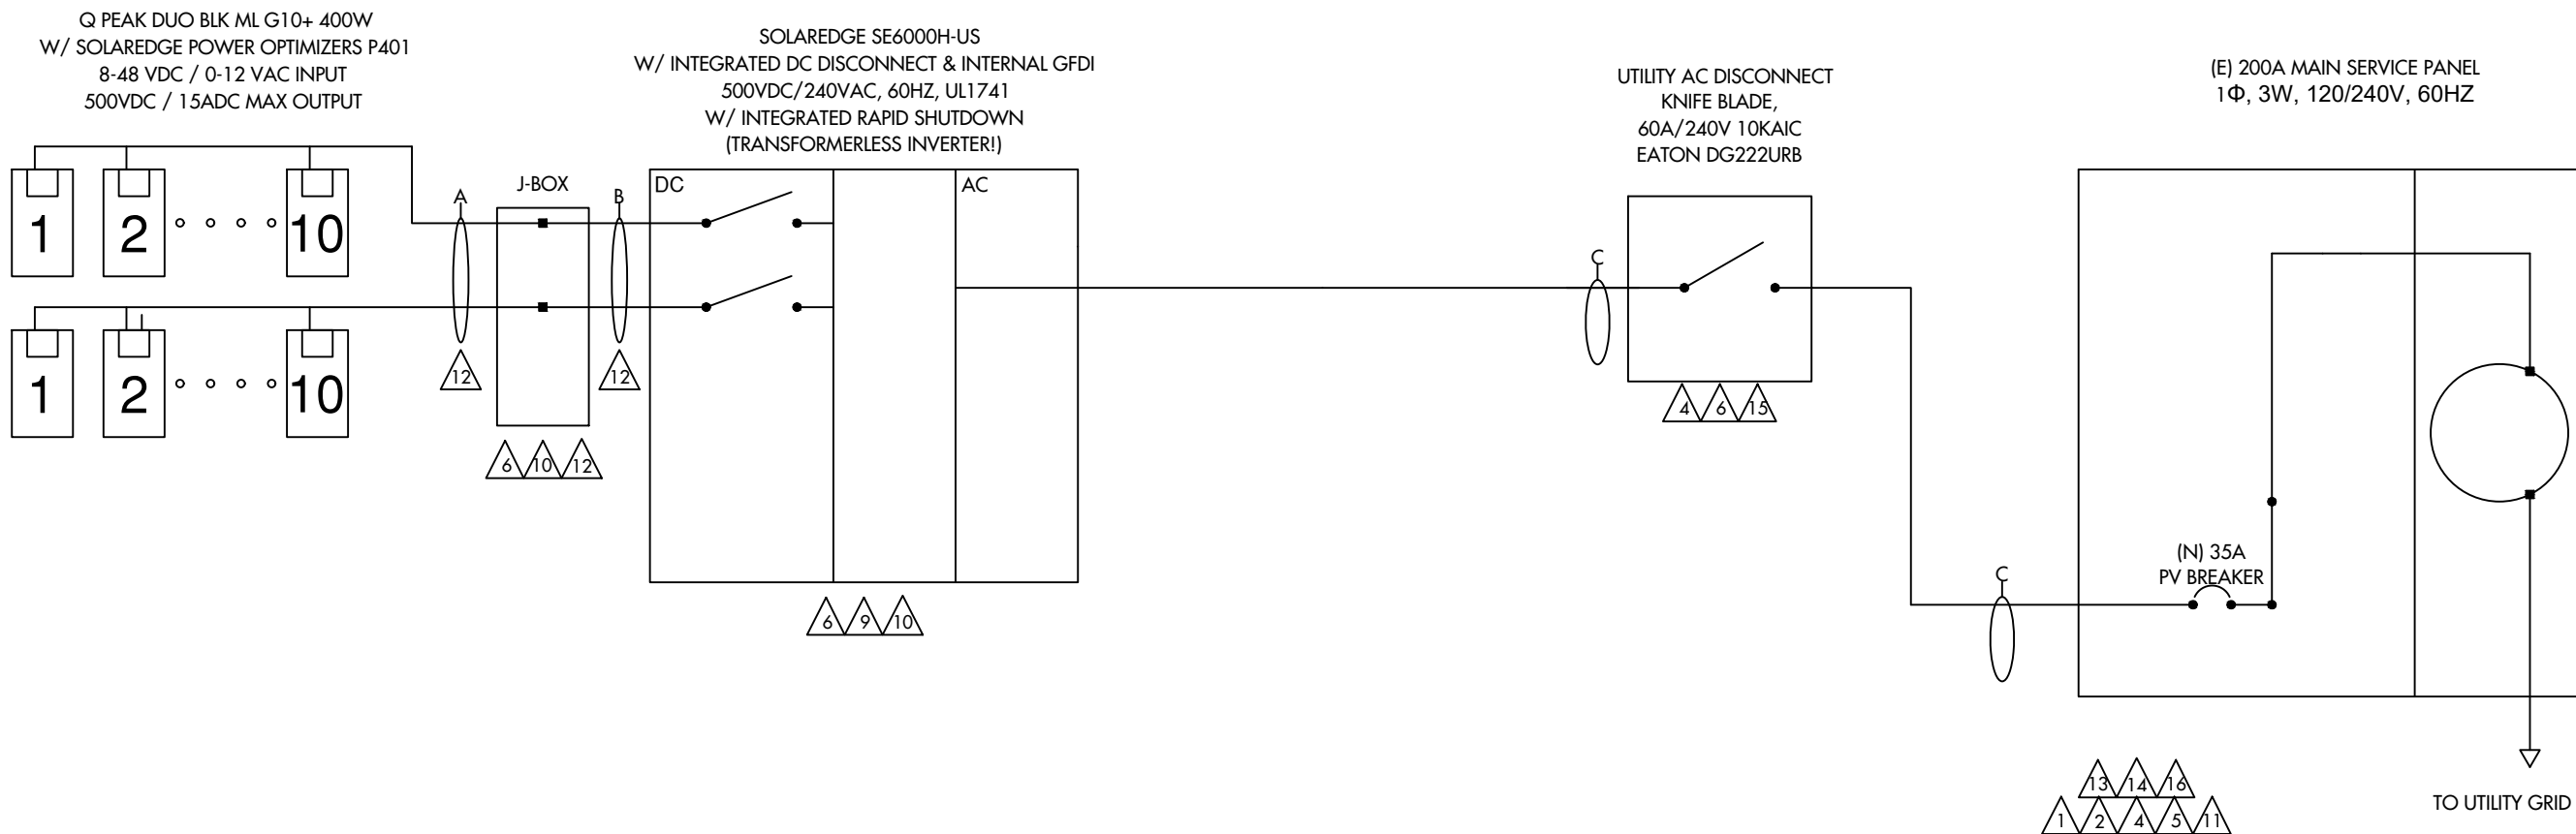 Q PEAK DUO BLK ML G10+ 400W
W/ SOLAREDGE POWER OPTIMIZERS P401
8-48 VDC / 0-12 VAC INPUT
500VDC / 15ADC MAX OUTPUT
SOLAREDGE SE6000H-US
W/ INTEGRATED DC DISCONNECT & INTERNAL GFDI
500VDC/240VAC, 60HZ, UL1741
W/ INTEGRATED RAPID SHUTDOWN
(TRANSFORMERLESS INVERTER!)
UTILITY AC DISCONNECT
KNIFE BLADE,
60A/240V 10KAIC
EATON DG222URB
(E) 200A MAIN SERVICE PANEL
1Φ, 3W, 120/240V, 60HZ
1 2 10
A
J-BOX
B
DC
AC
1 2 10
12
12
6 10 12
6 9 10
C
4 6 15
C
(N) 35A
PV BREAKER
13 14 16
1 2 4 5 11
TO UTILITY GRID